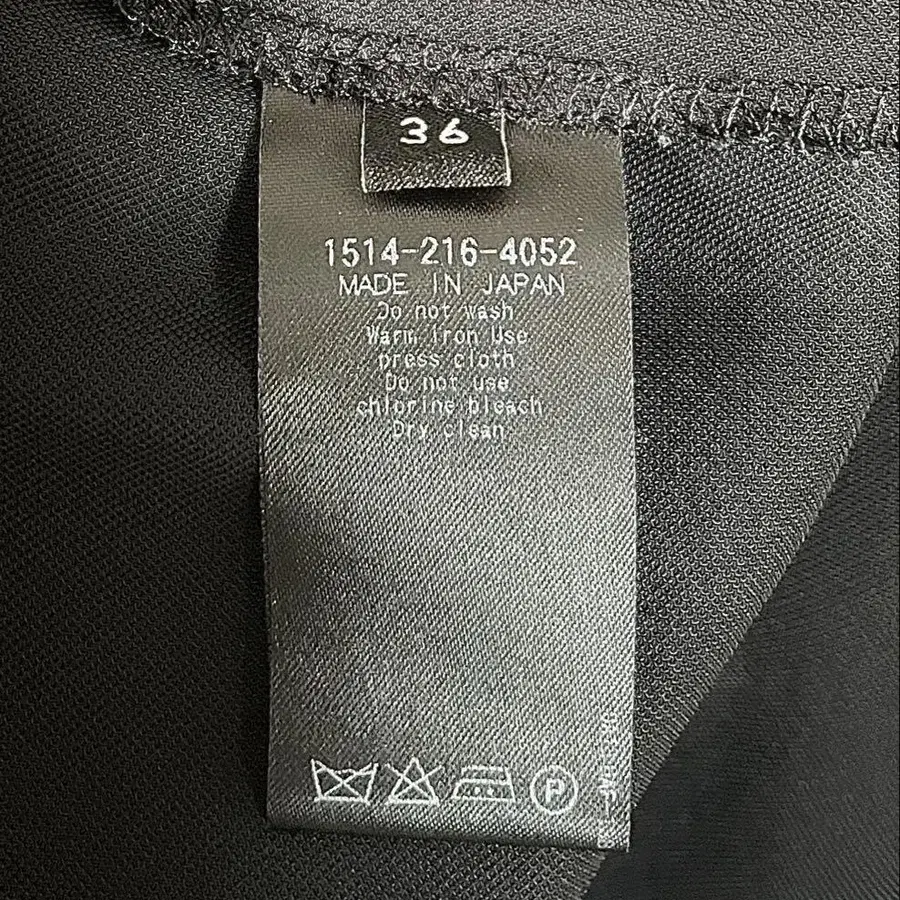 36
1514-216-4052
MADE IN JAPAN
Do not wash
Warm Iron Use
press cloth
Do not use
chlorine bleach
Dry clean
P